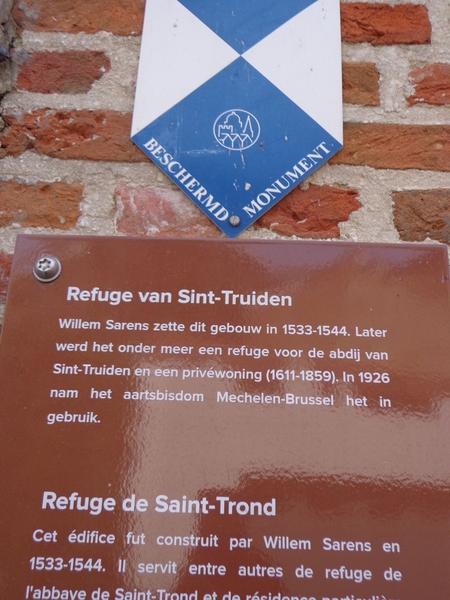 BESCHERMD MONUMENT
Refuge van Sint-Truiden
Willem Sarens zette dit gebouw in 1533-1544. Later
werd het onder meer een refuge voor de abdij van
Sint-Truiden en een privéwoning (1611-1859). In 1926
nam het aartsbisdom Mechelen-Brussel het in
gebruik.
Refuge de Saint-Trond
Cet édifice fut construit par Willem Sarens en
1533-1544. Il servit entre autres de refuge de
l'abbaye de Saint-Trond et de résidence particulière